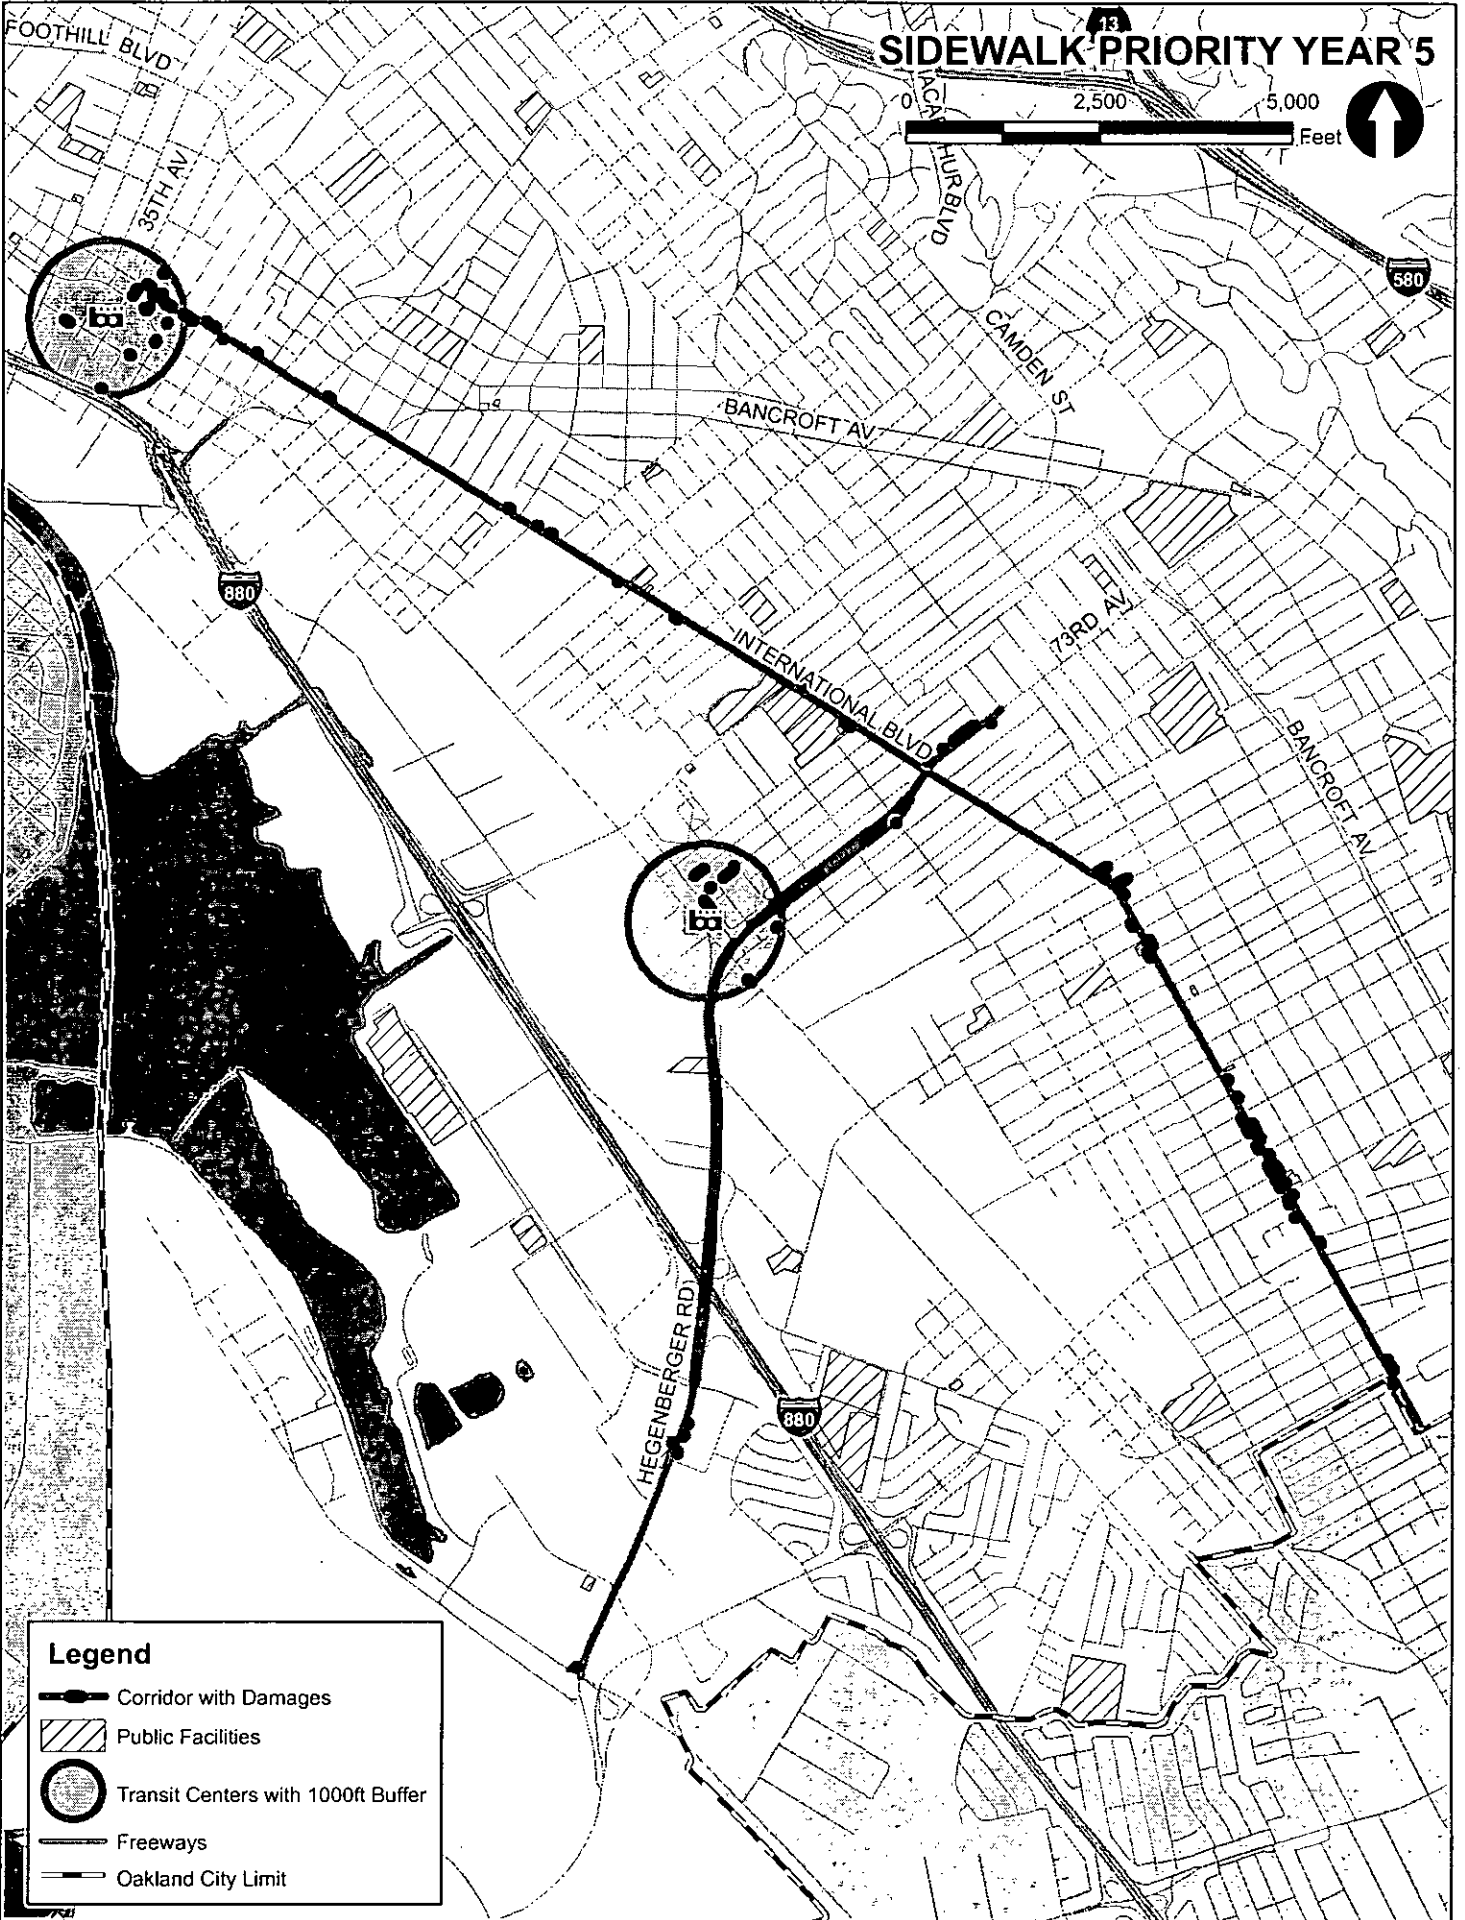 13
SIDEWALK PRIORITY YEAR 5
0 2,500 5,000
Feet
FOOTHILL BLVD
35TH AV
BLVD
580
CAMDEN ST
BANCROFT AV
880
73RD AV
INTERNATIONAL BLVD
BANCROFT AV
HEGENBERGER RD
880
Legend
Corridor with Damages
Public Facilities
Transit Centers with 1000ft Buffer
Freeways
Oakland City Limit